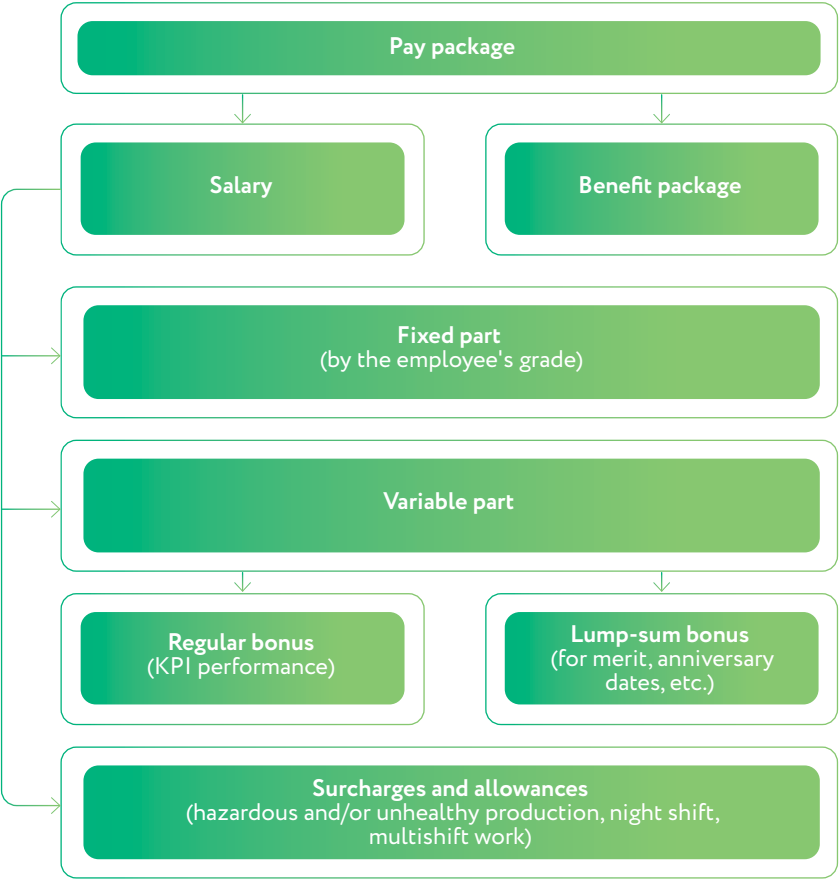 Pay package
Salary
Benefit package
Fixed part
(by the employee's grade)
Variable part
Regular bonus
(KPI performance)
Lump-sum bonus
(for merit, anniversary
dates, etc.)
Surcharges and allowances
(hazardous and/or unhealthy production, night shift,
multishift work)